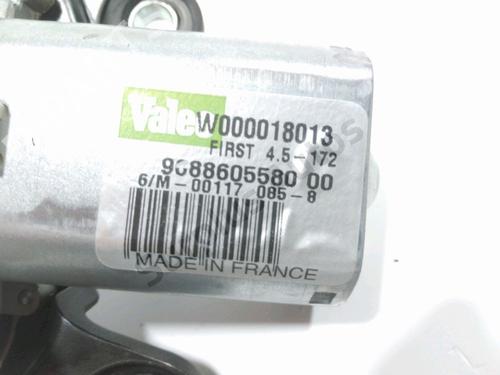 Valeo W000018013
FIRST 4.5-172
9688605580 00
6/M-00117 085-8
MADE IN FRANCE